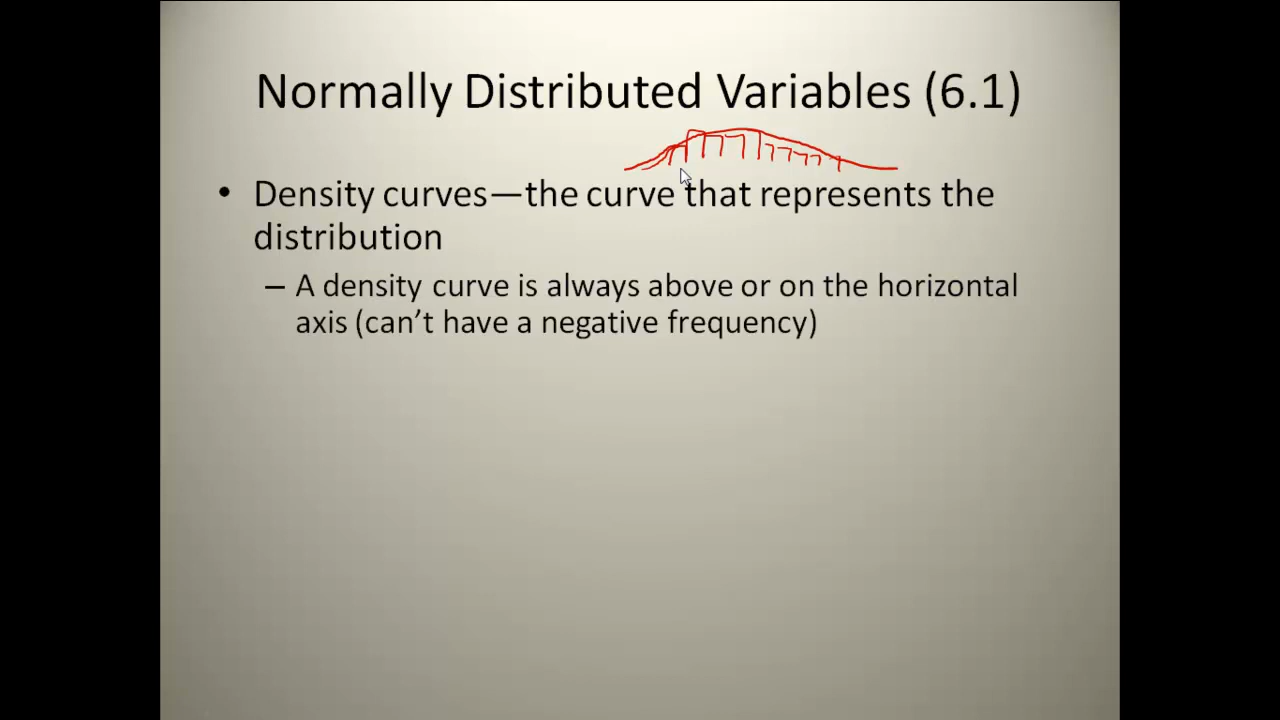 Normally Distributed Variables (6.1)
• Density curves—the curve that represents the
distribution
– A density curve is always above or on the horizontal
axis (can’t have a negative frequency)